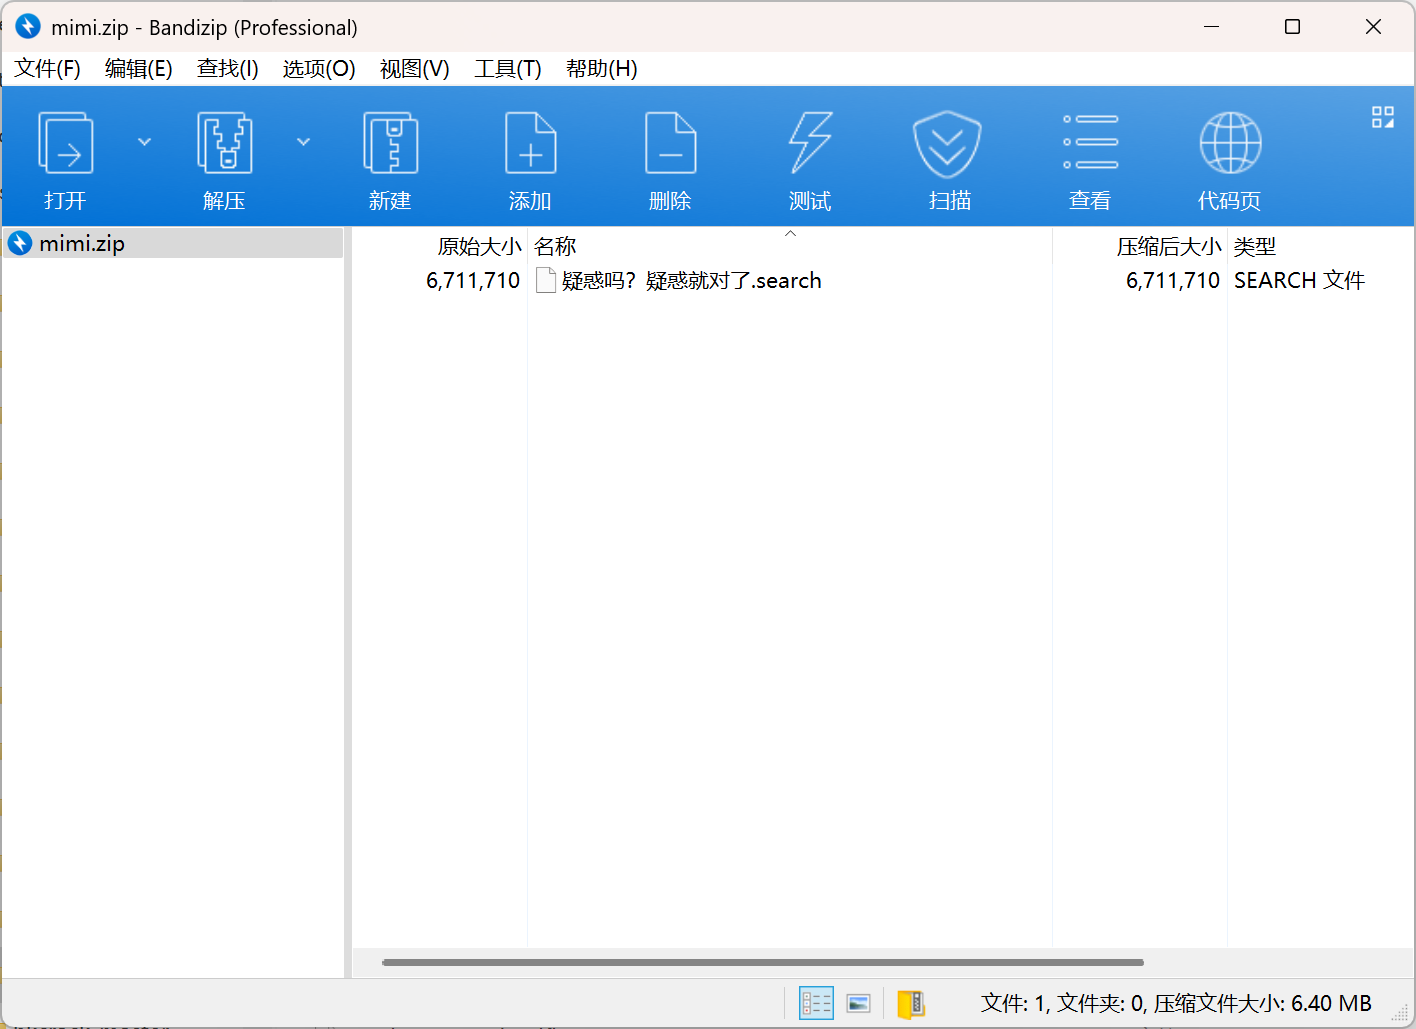 mimi.zip - Bandizip (Professional)
文件(F) 编辑(E) 查找(I) 选项(O) 视图(V) 工具(T) 帮助(H)
打开 解压 新建 添加 删除 测试 扫描 查看 代码页
mimi.zip
原始大小 名称 压缩后大小 类型
6,711,710 疑惑吗？疑惑就对了.search 6,711,710 SEARCH 文件
文件: 1, 文件夹: 0, 压缩文件大小: 6.40 MB